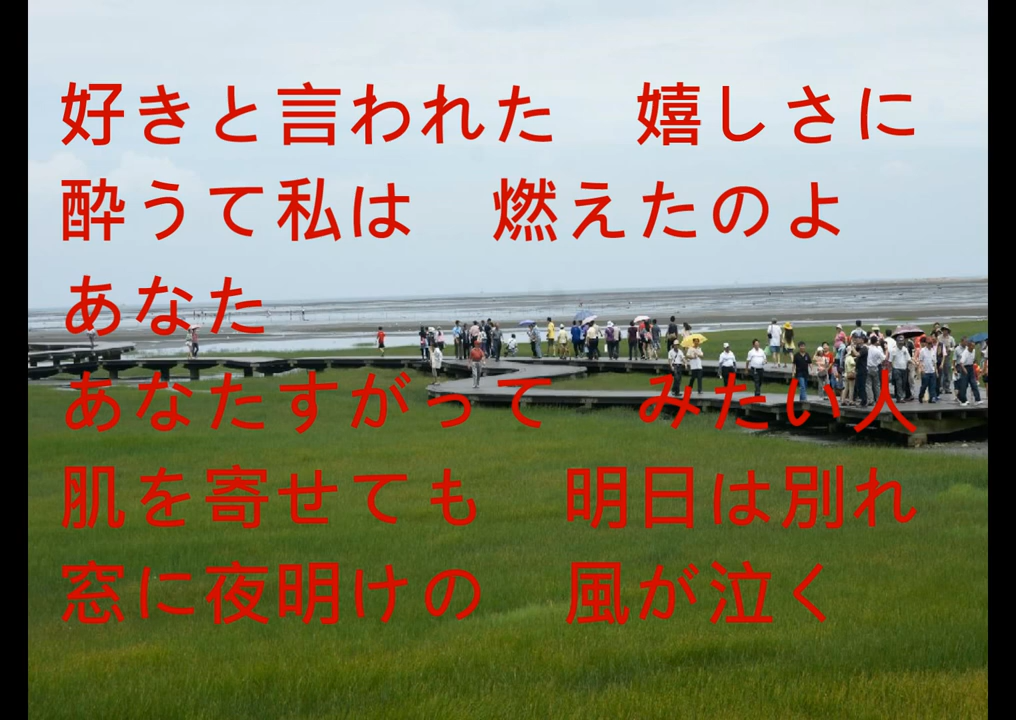 好きと言われた　嬉しさに
酔うて私は　燃えたのよ
あなた
あなたすがって　みたい人
肌を寄せても　明日は別れ
窓に夜明けの　風が泣く